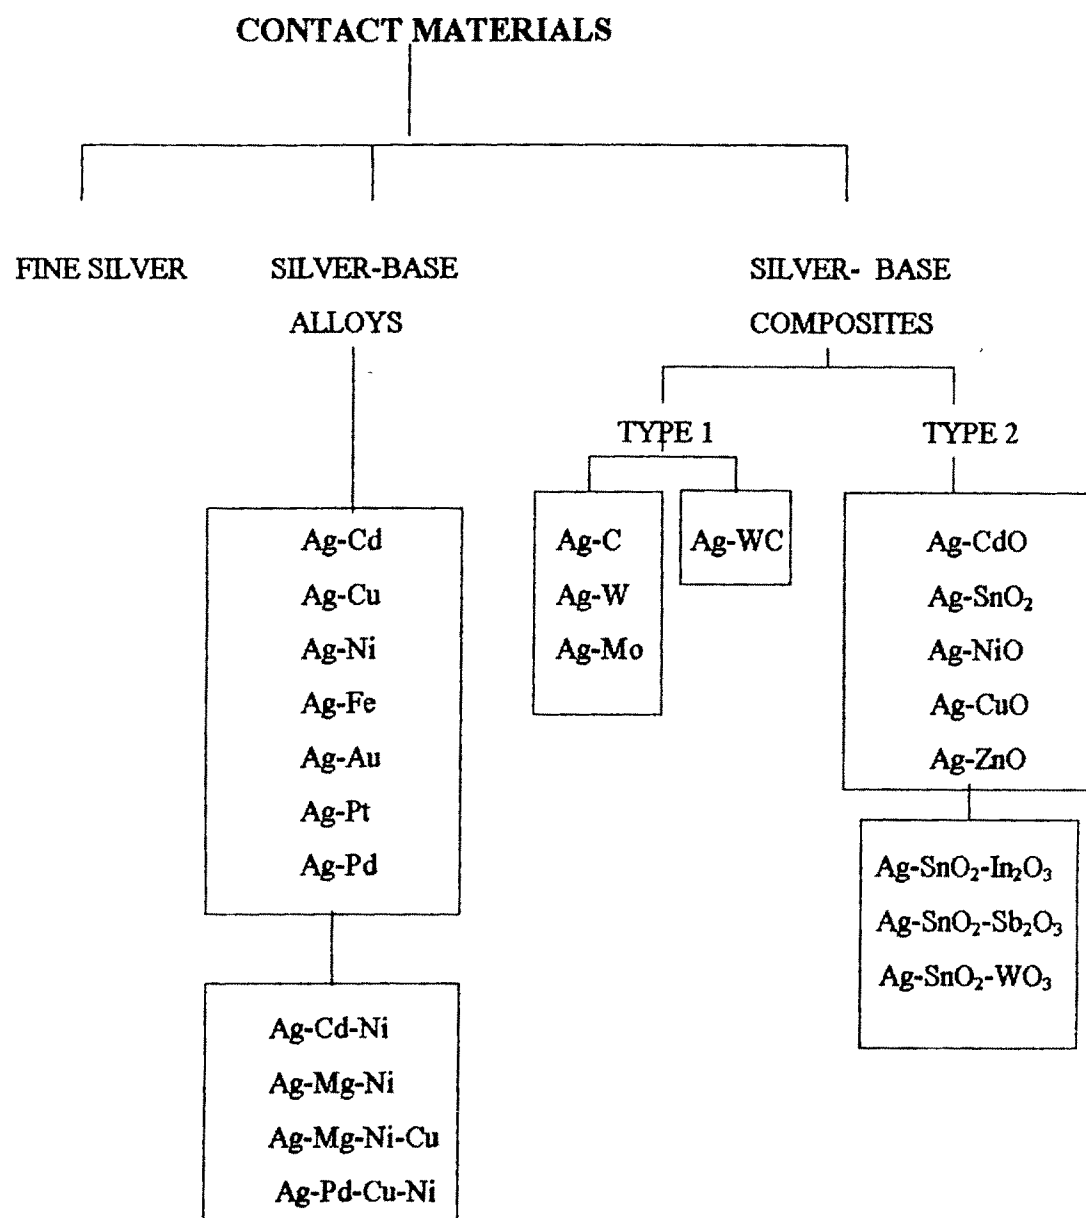 CONTACT MATERIALS
FINE SILVER
SILVER-BASE
ALLOYS
SILVER- BASE
COMPOSITES
TYPE 1
TYPE 2
Ag-Cd
Ag-Cu
Ag-Ni
Ag-Fe
Ag-Au
Ag-Pt
Ag-Pd
Ag-Cd-Ni
Ag-Mg-Ni
Ag-Mg-Ni-Cu
Ag-Pd-Cu-Ni
Ag-C
Ag-W
Ag-Mo
Ag-WC
Ag-CdO
Ag-SnO₂
Ag-NiO
Ag-CuO
Ag-ZnO
Ag-SnO₂-In₂O₃
Ag-SnO₂-Sb₂O₃
Ag-SnO₂-WO₃